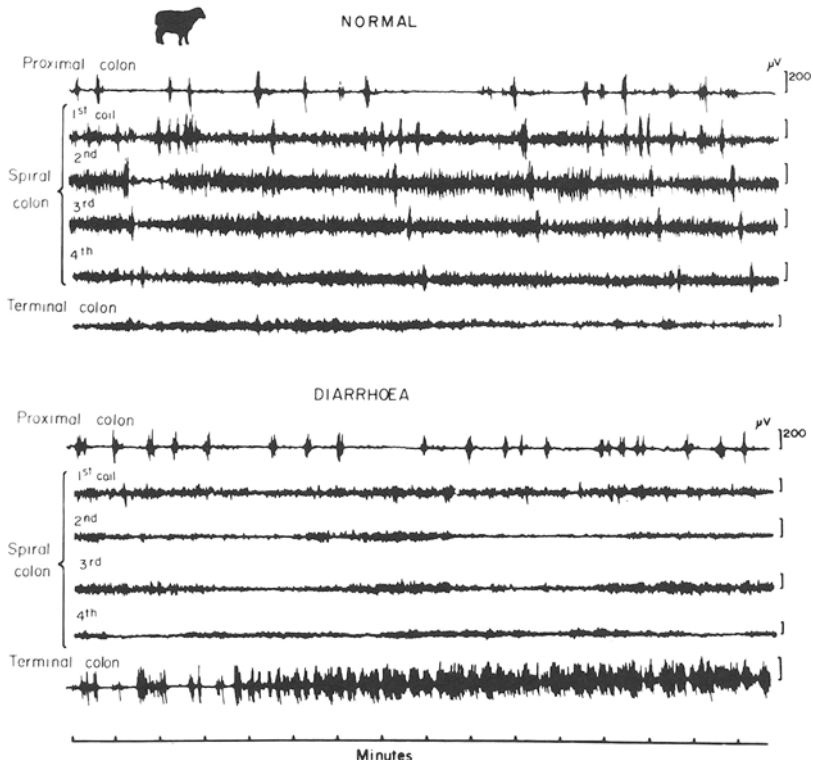 NORMAL
Proximal colon
µV
200
1st coil
2nd
Spiral
colon
3rd
4th
Terminal colon
DIARRHOEA
Proximal colon
µV
200
1st coil
2nd
Spiral
colon
3rd
4th
Terminal colon
Minutes